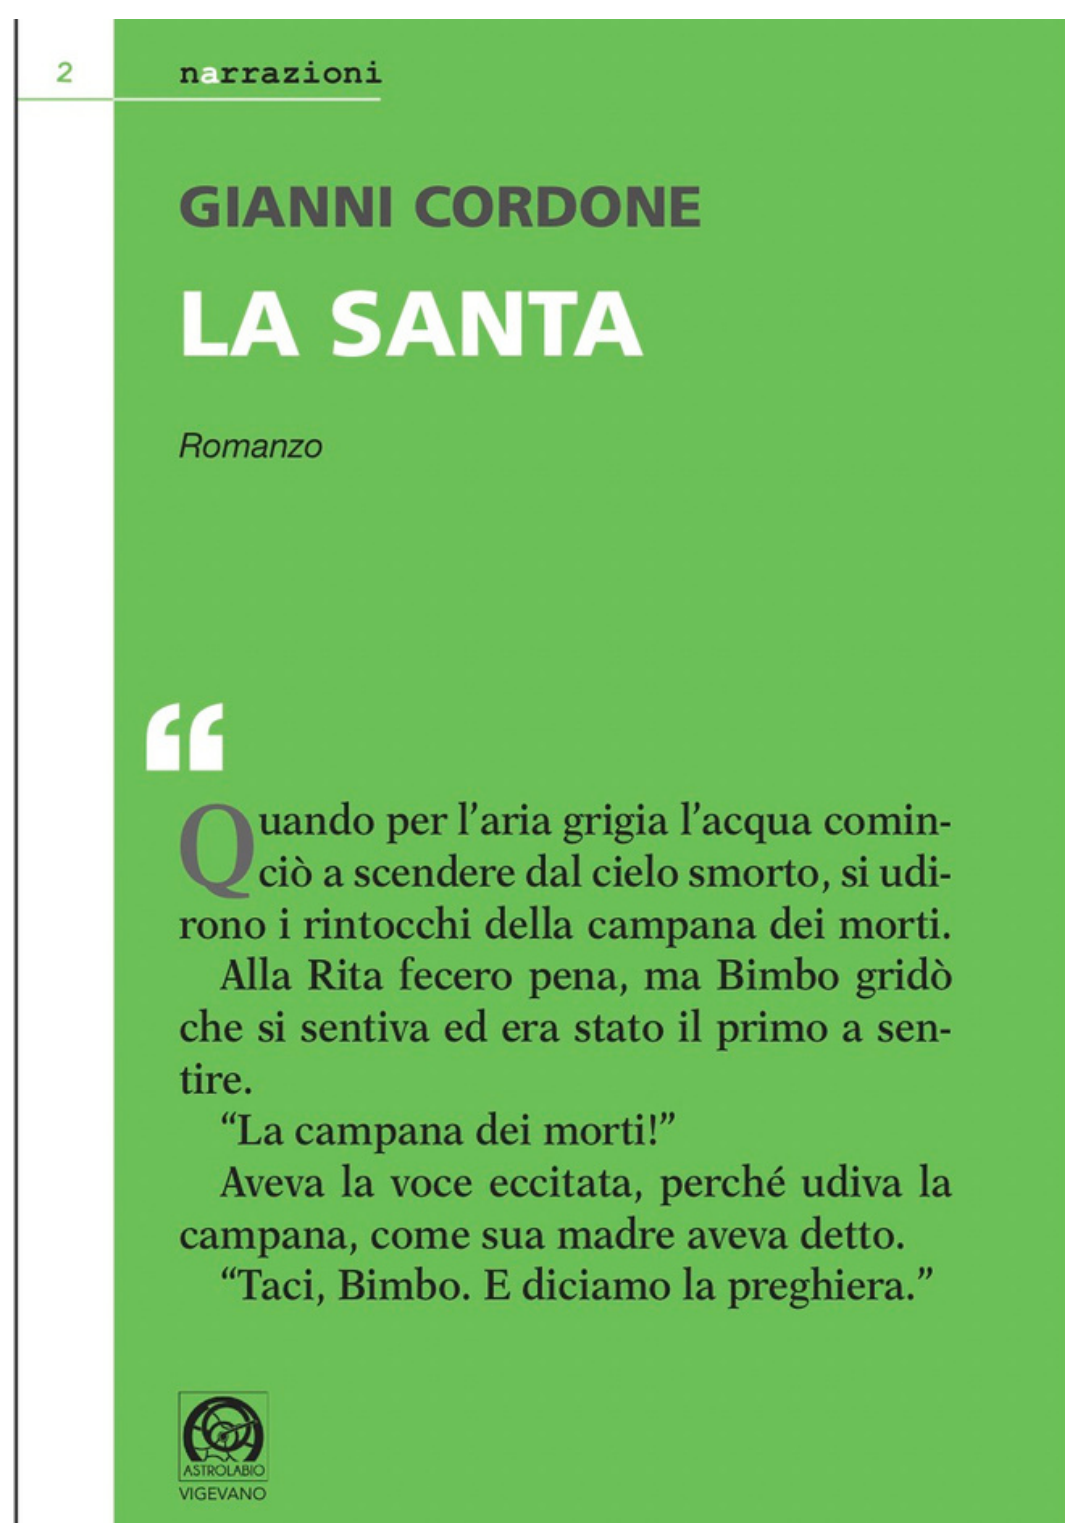 2
narrazioni
GIANNI CORDONE
LA SANTA
Romanzo
“
Quando per l’aria grigia l’acqua comin-
ciò a scendere dal cielo smorto, si udi-
rono i rintocchi della campana dei morti.
Alla Rita fecero pena, ma Bimbo gridò
che si sentiva ed era stato il primo a sen-
tire.
“La campana dei morti!”
Aveva la voce eccitata, perché udiva la
campana, come sua madre aveva detto.
“Taci, Bimbo. E diciamo la preghiera.”
ASTROLABIO
VIGEVANO